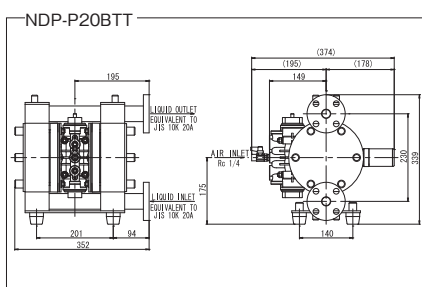 NDP-P20BTT
195
LIQUID OUTLET
EQUIVALENT TO
JIS 10K 20A
LIQUID INLET
EQUIVALENT TO
JIS 10K 20A
201
94
352
(374)
(195)
(178)
149
AIR INLET
Rc 1/4
175
230
339
140